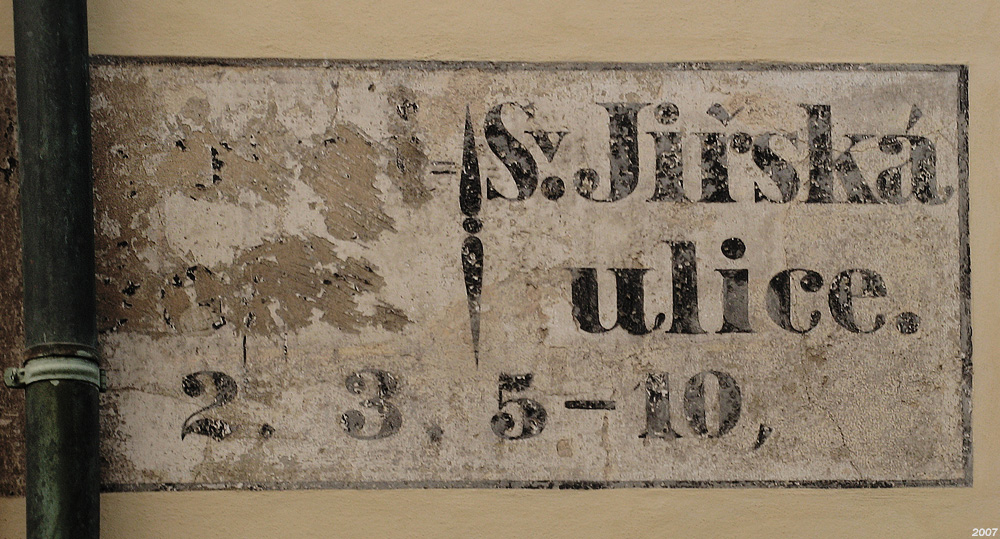 Sv. Jiřská
ulice.
2. 3. 5–10,
2007